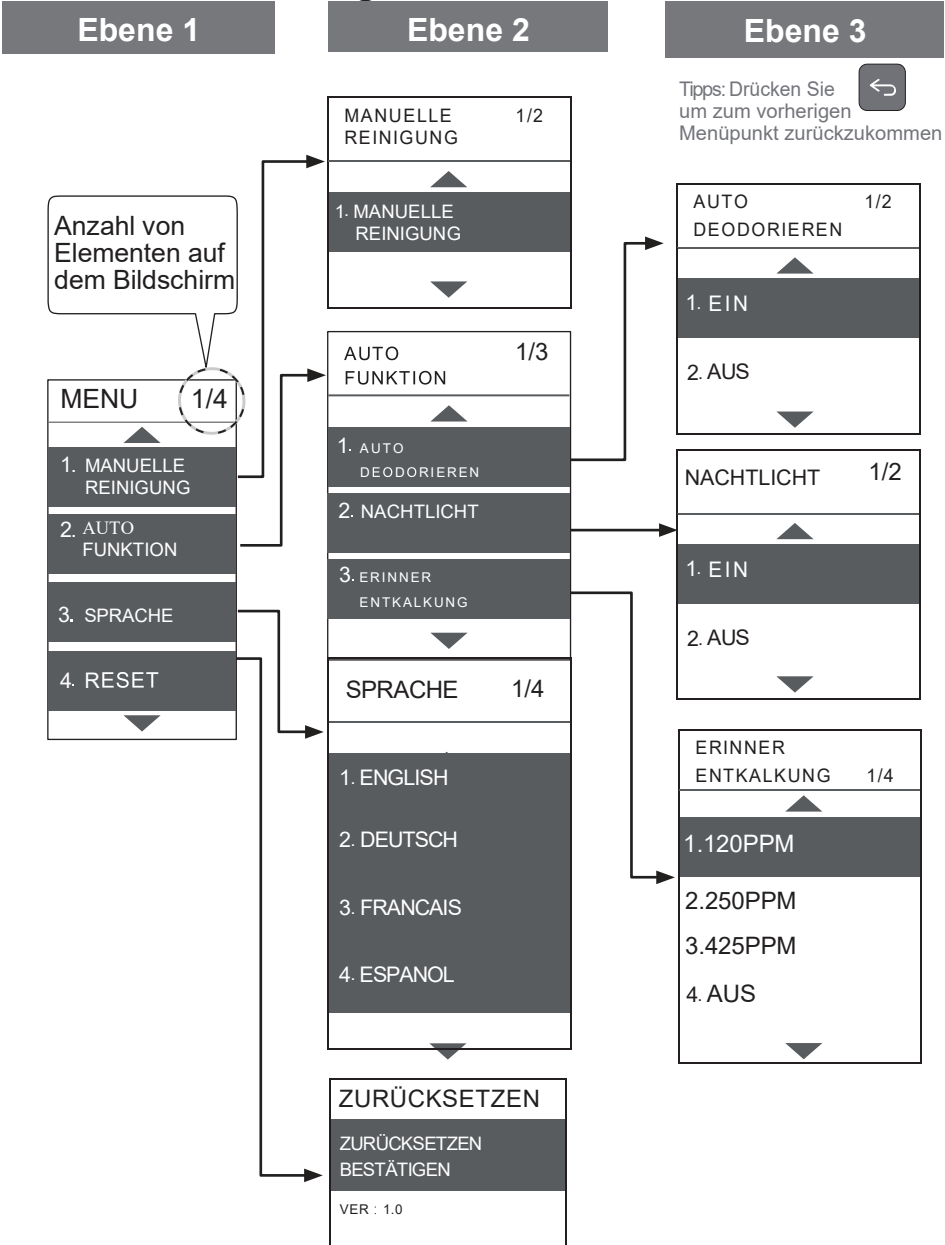 Ebene 1
Ebene 2
Ebene 3
Tipps: Drücken Sie
um zum vorherigen
Menüpunkt zurückzukommen
Anzahl von
Elementen auf
dem Bildschirm
MENU 1/4
1. MANUELLE
REINIGUNG
2. AUTO
FUNKTION
3. SPRACHE
4. RESET
MANUELLE 1/2
REINIGUNG
1. MANUELLE
REINIGUNG
AUTO 1/3
FUNKTION
1. AUTO
DEODORIEREN
2. NACHTLICHT
3. ERINNER
ENTKALKUNG
SPRACHE 1/4
1. ENGLISH
2. DEUTSCH
3. FRANCAIS
4. ESPANOL
ZURÜCKSETZEN
ZURÜCKSETZEN
BESTÄTIGEN
VER : 1.0
AUTO 1/2
DEODORIEREN
1. EIN
2. AUS
NACHTLICHT 1/2
1. EIN
2. AUS
ERINNER
ENTKALKUNG 1/4
1.120PPM
2.250PPM
3.425PPM
4. AUS